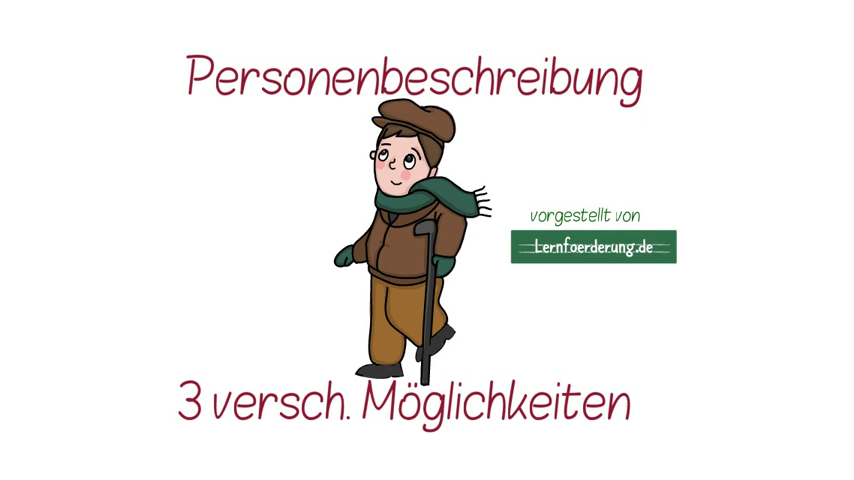 Personenbeschreibung
vorgestellt von
Lernfoerderung.de
3 versch. Möglichkeiten